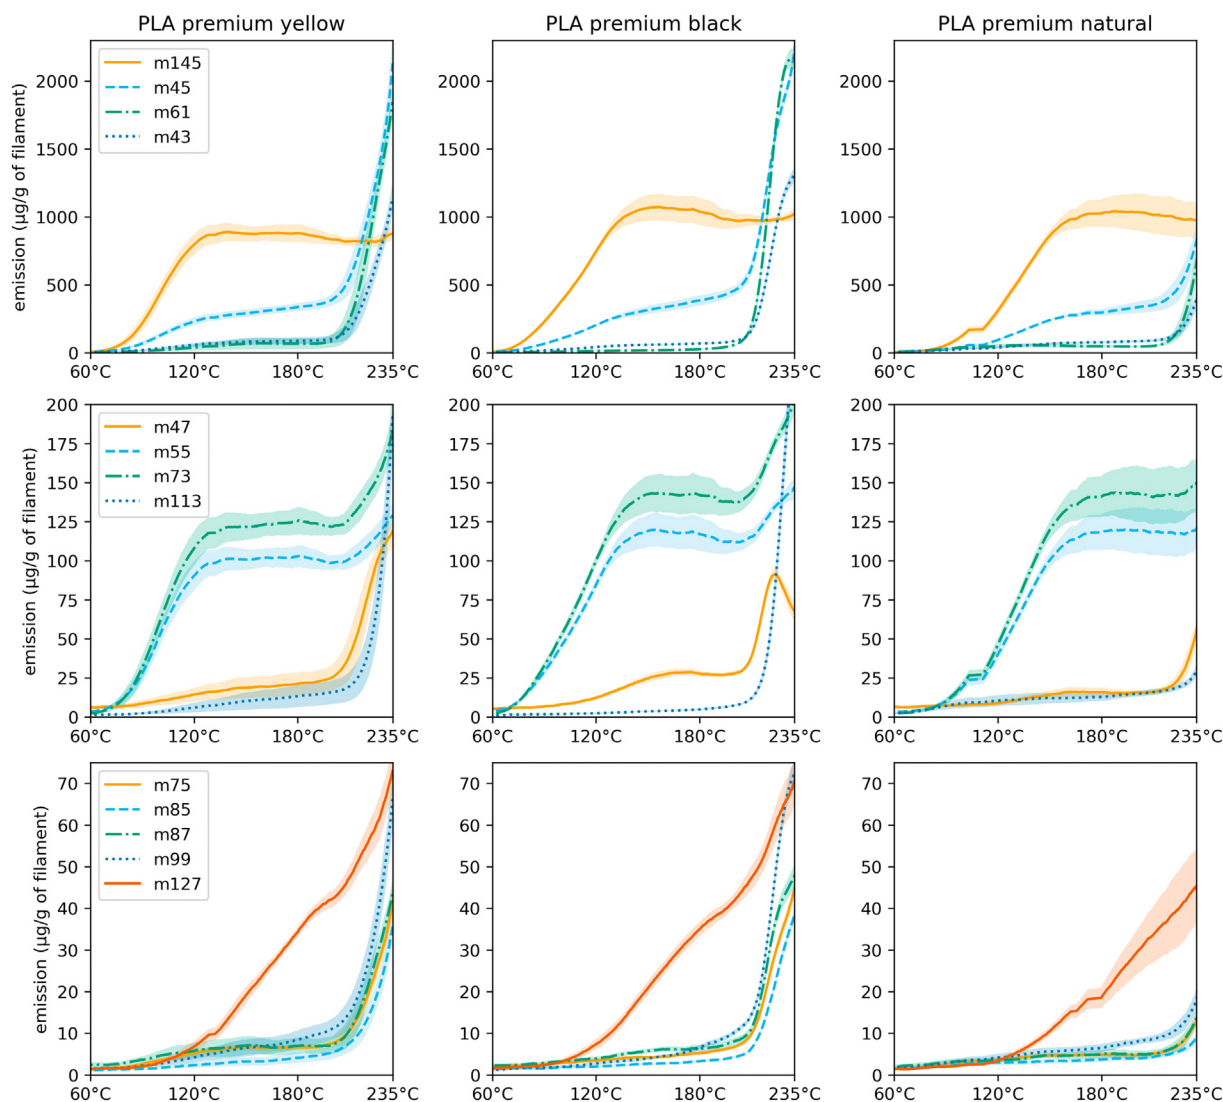 PLA premium yellow PLA premium black PLA premium natural
emission (μg/g of filament)
2000
1500
1000
500
0
m145
m45
m61
m43
60°C 120°C 180°C 235°C
2000
1500
1000
500
0
60°C 120°C 180°C 235°C
2000
1500
1000
500
0
60°C 120°C 180°C 235°C
emission (μg/g of filament)
200
175
150
125
100
75
50
25
0
m47
m55
m73
m113
60°C 120°C 180°C 235°C
200
175
150
125
100
75
50
25
0
60°C 120°C 180°C 235°C
200
175
150
125
100
75
50
25
0
60°C 120°C 180°C 235°C
emission (μg/g of filament)
70
60
50
40
30
20
10
0
m75
m85
m87
m99
m127
60°C 120°C 180°C 235°C
70
60
50
40
30
20
10
0
60°C 120°C 180°C 235°C
70
60
50
40
30
20
10
0
60°C 120°C 180°C 235°C